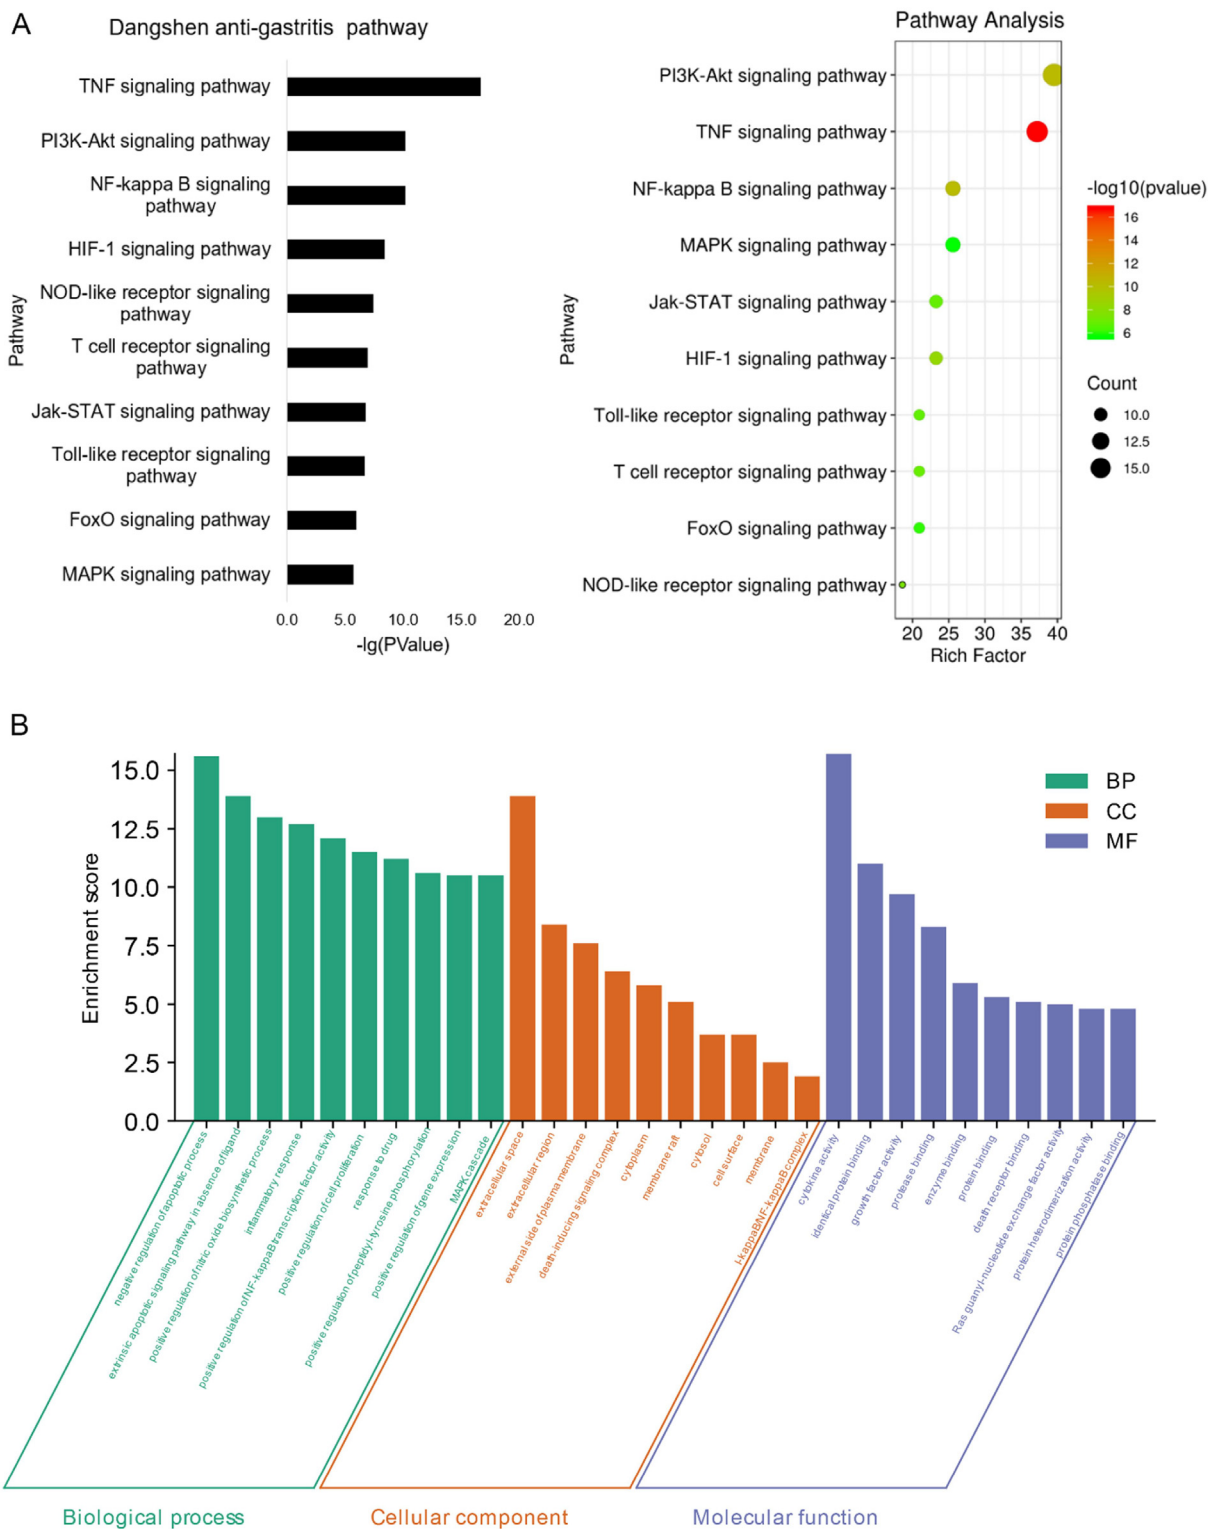 A
Dangshen anti-gastritis pathway
Pathway
TNF signaling pathway
PI3K-Akt signaling pathway
NF-kappa B signaling
pathway
HIF-1 signaling pathway
NOD-like receptor signaling
pathway
T cell receptor signaling
pathway
Jak-STAT signaling pathway
Toll-like receptor signaling
pathway
FoxO signaling pathway
MAPK signaling pathway
0.0 5.0 10.0 15.0 20.0
-lg(PValue)
Pathway Analysis
Pathway
PI3K-Akt signaling pathway
TNF signaling pathway
NF-kappa B signaling pathway
MAPK signaling pathway
Jak-STAT signaling pathway
HIF-1 signaling pathway
Toll-like receptor signaling pathway
T cell receptor signaling pathway
FoxO signaling pathway
NOD-like receptor signaling pathway
20 25 30 35 40
Rich Factor
-log10(pvalue)
16
14
12
10
8
6
Count
10.0
12.5
15.0
B
Enrichment score
15.0
12.5
10.0
7.5
5.0
2.5
0.0
BP
CC
MF
negative regulation of apoptotic process
extrinsic apoptotic signaling pathway in absence of ligand
positive regulation of nitric oxide biosynthetic process
inflammatory response
positive regulation of NF-kappaB transcription factor activity
positive regulation of cell proliferation
response to drug
positive regulation of peptidyl-tyrosine phosphorylation
positive regulation of gene expression
MAPK cascade
extracellular space
extracellular region
external side of plasma membrane
death-inducing signaling complex
cytoplasm
membrane raft
cytosol
cell surface
membrane
I-kappaB/NF-kappaB complex
cytokine activity
identical protein binding
growth factor activity
protease binding
enzyme binding
protein binding
death receptor binding
Ras guanyl-nucleotide exchange factor activity
protein heterodimerization activity
protein phosphatase binding
Biological process
Cellular component
Molecular function